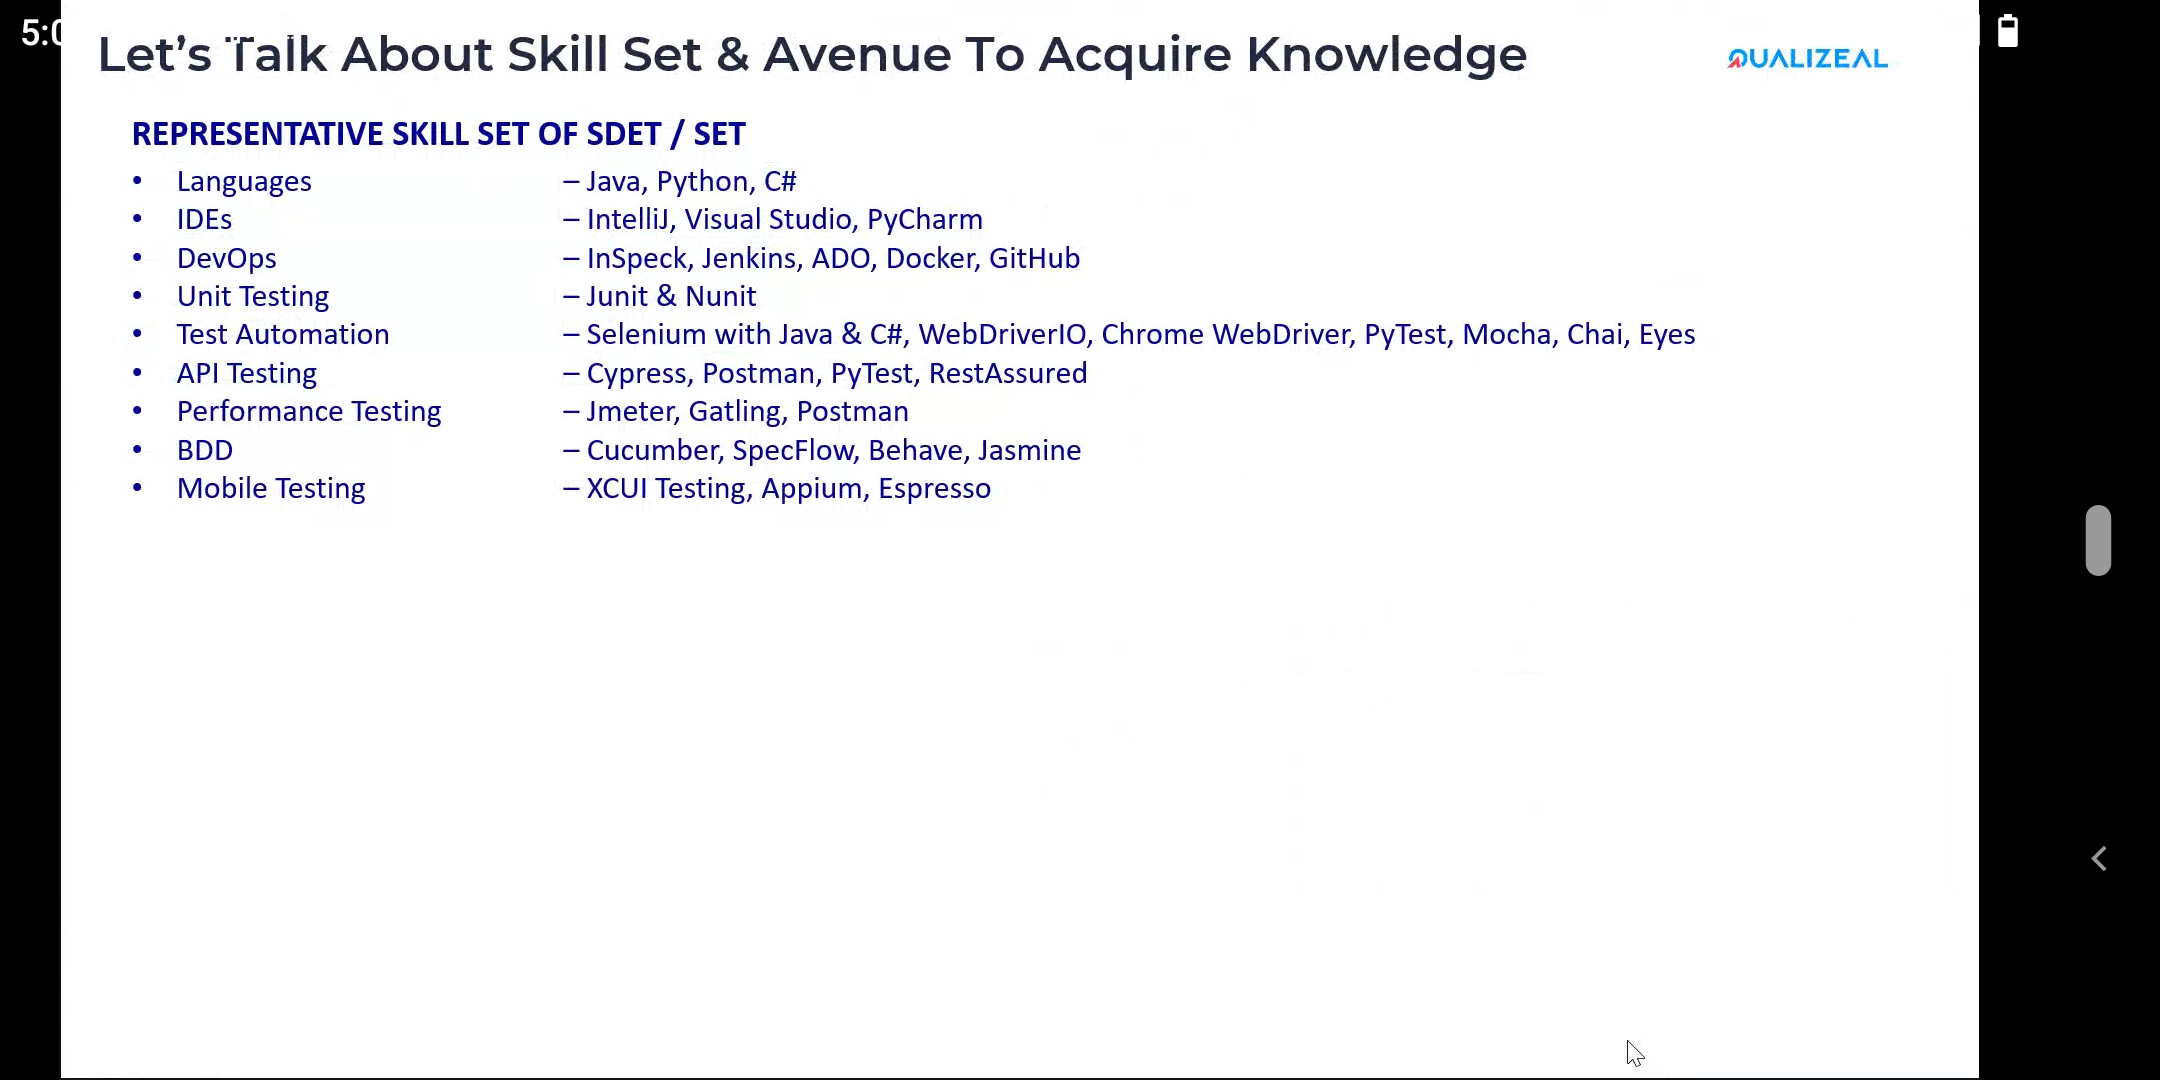 5:0
Let’s Talk About Skill Set & Avenue To Acquire Knowledge
QUALIZEAL
REPRESENTATIVE SKILL SET OF SDET / SET
• Languages – Java, Python, C#
• IDEs – IntelliJ, Visual Studio, PyCharm
• DevOps – InSpeck, Jenkins, ADO, Docker, GitHub
• Unit Testing – Junit & Nunit
• Test Automation – Selenium with Java & C#, WebDriverIO, Chrome WebDriver, PyTest, Mocha, Chai, Eyes
• API Testing – Cypress, Postman, PyTest, RestAssured
• Performance Testing – Jmeter, Gatling, Postman
• BDD – Cucumber, SpecFlow, Behave, Jasmine
• Mobile Testing – XCUI Testing, Appium, Espresso